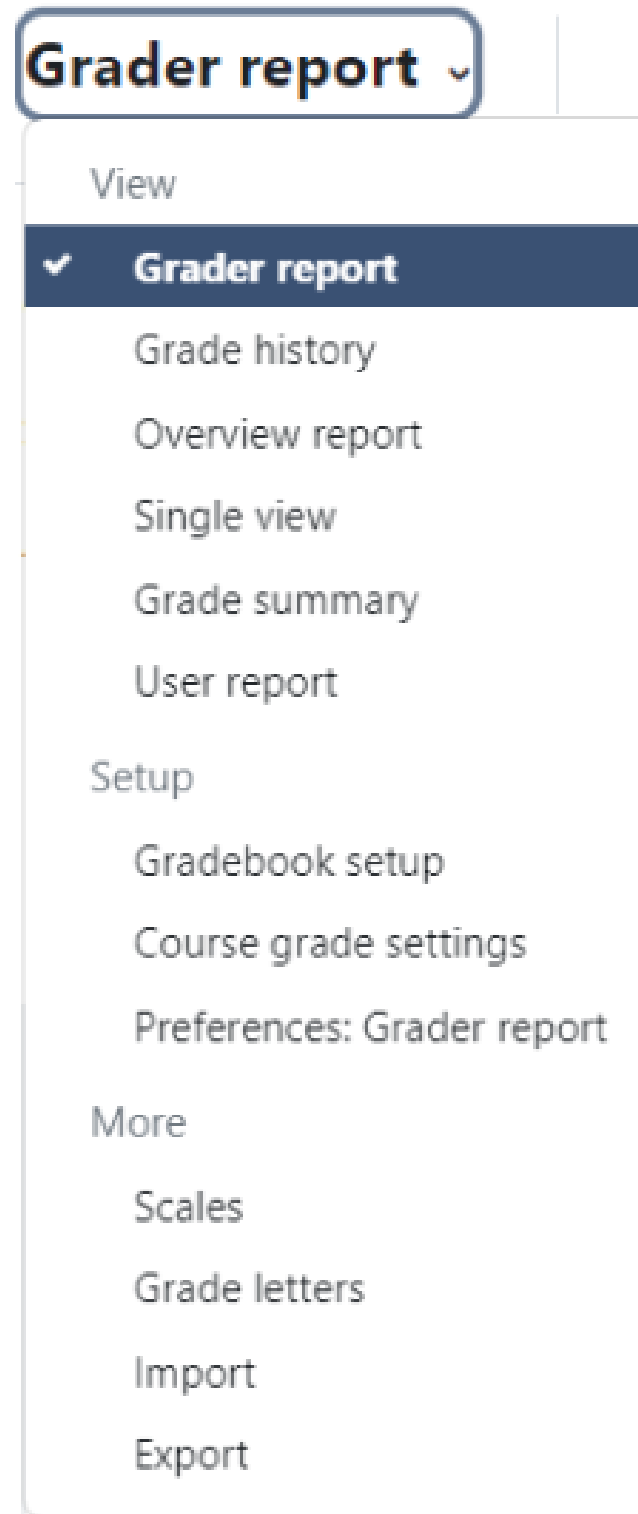 Grader report
View
Grader report
Grade history
Overview report
Single view
Grade summary
User report
Setup
Gradebook setup
Course grade settings
Preferences: Grader report
More
Scales
Grade letters
Import
Export